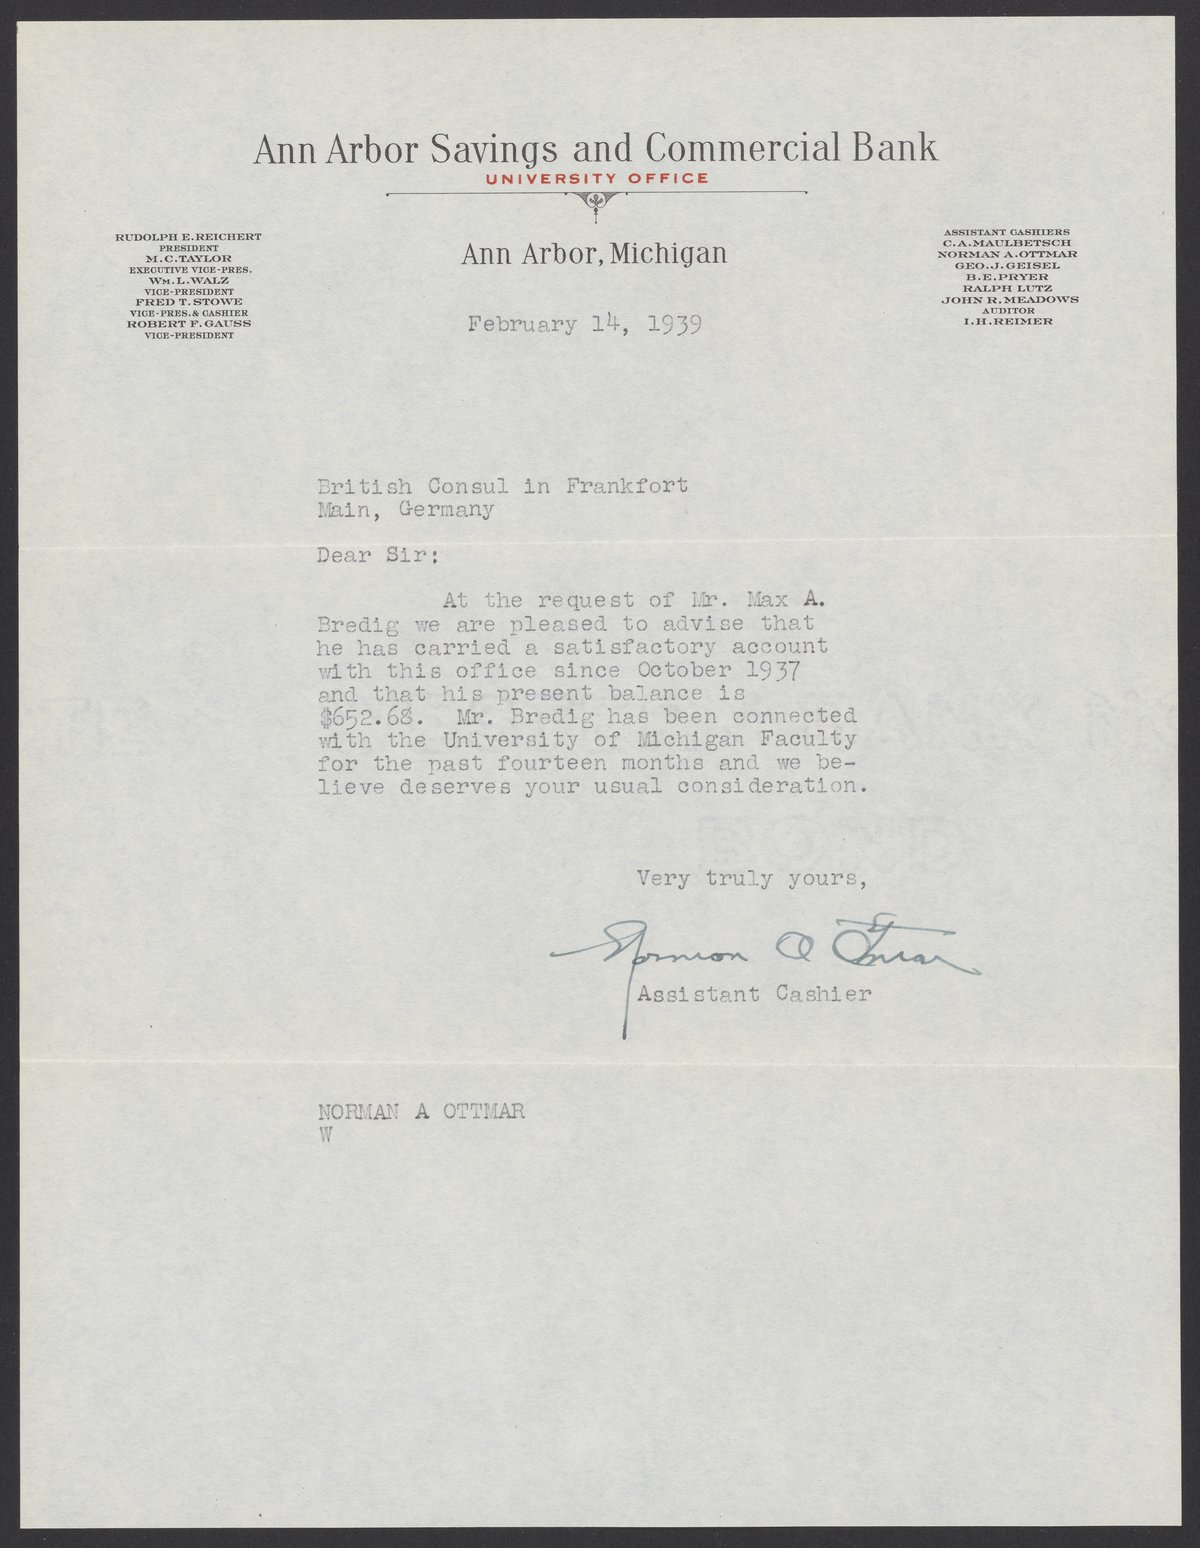 Ann Arbor Savings and Commercial Bank
UNIVERSITY OFFICE
Ann Arbor, Michigan
RUDOLPH E. REICHERT
PRESIDENT
M. C. TAYLOR
EXECUTIVE VICE-PRES.
WM. L. WALZ
VICE-PRESIDENT
FRED T. STOWE
VICE-PRES. & CASHIER
ROBERT F. GAUSS
VICE-PRESIDENT
ASSISTANT CASHIERS
C. A. MAULBETSCH
NORMAN A. OTTMAR
GEO. J. GEISEL
B. E. PRYER
RALPH LUTZ
JOHN R. MEADOWS
AUDITOR
I. H. REIMER
February 14, 1939
British Consul in Frankfort
Main, Germany
Dear Sir:
At the request of Mr. Max A.
Bredig we are pleased to advise that
he has carried a satisfactory account
with this office since October 1937
and that his present balance is
$652.68. Mr. Bredig has been connected
with the University of Michigan Faculty
for the past fourteen months and we be-
lieve deserves your usual consideration.
Very truly yours,
Norman A Ottmar
Assistant Cashier
NORMAN A OTTMAR
W